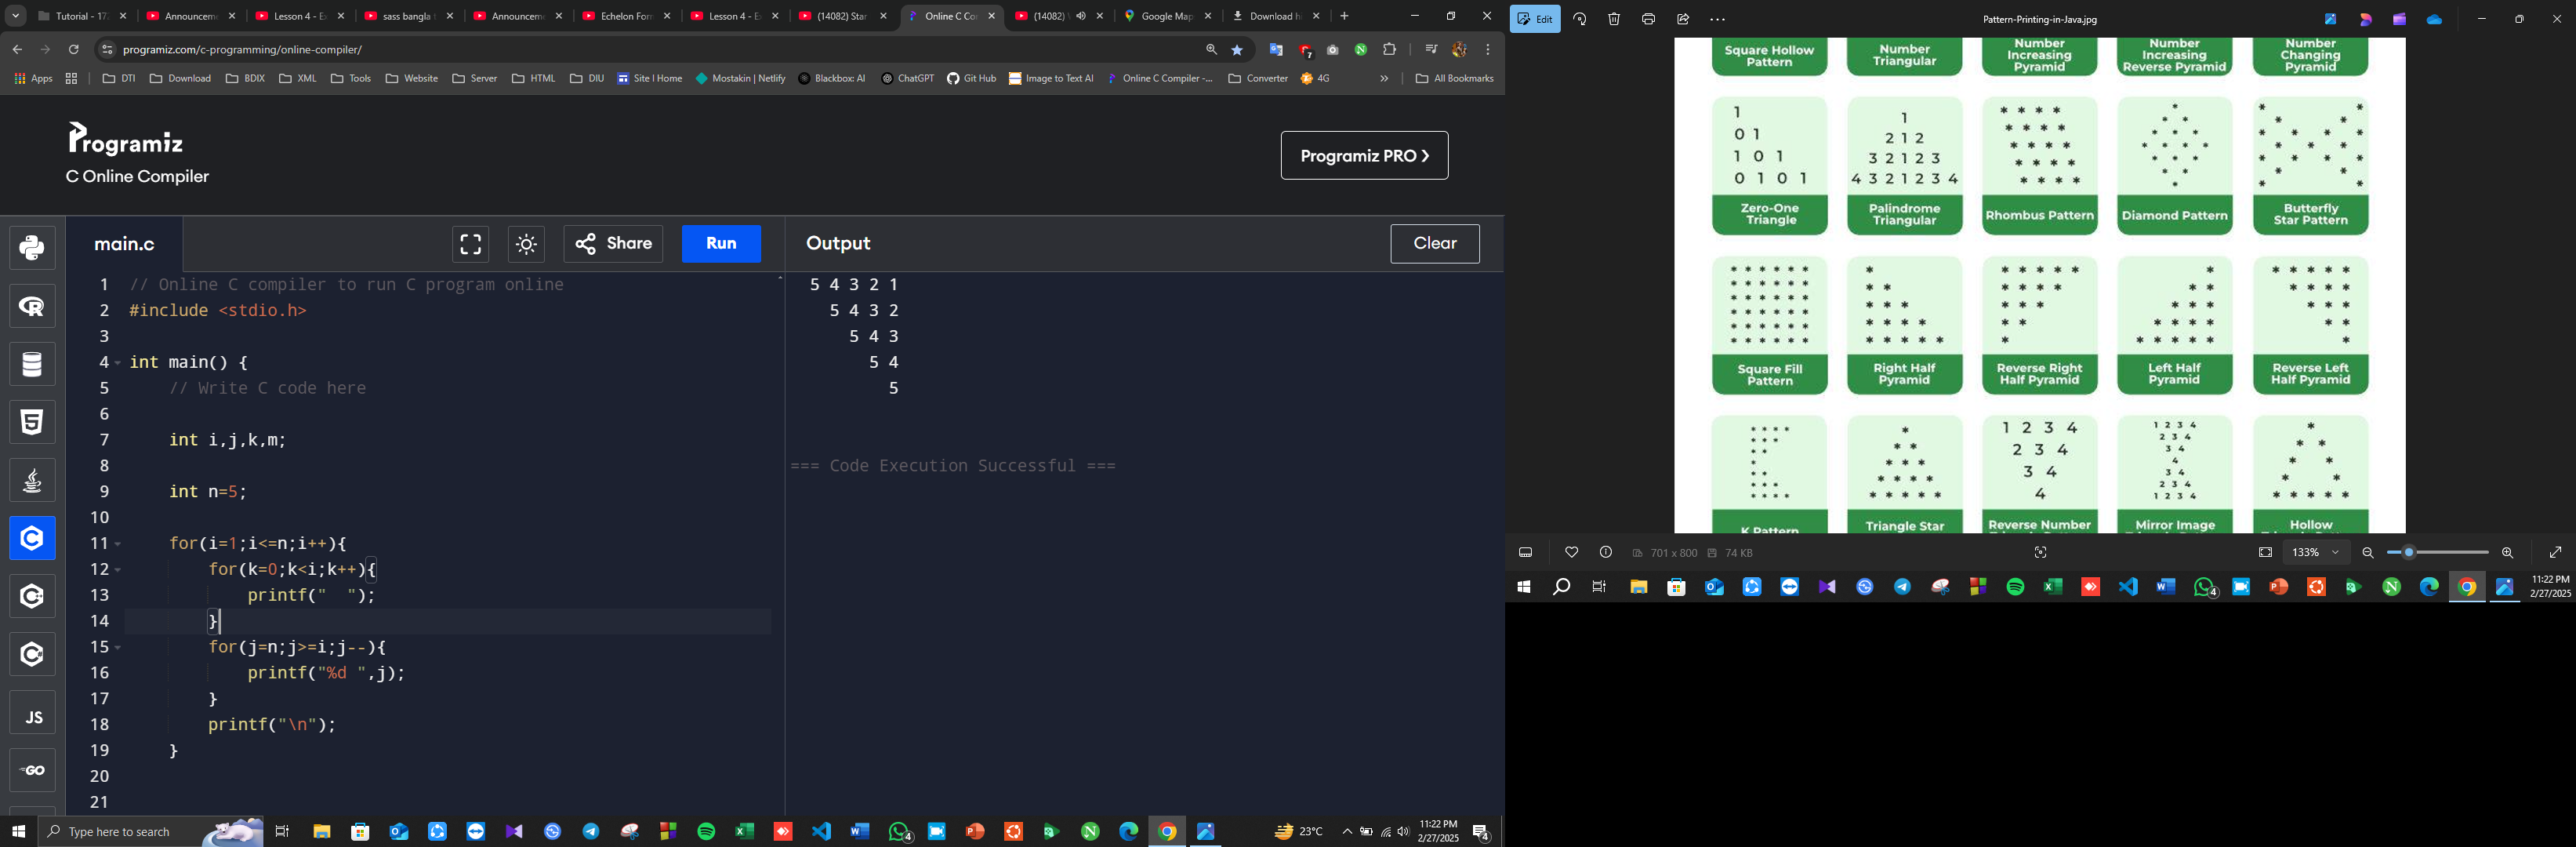 Tutorial - 17
Announceme
Lesson 4 - E
sass bangla t
Announceme
Echelon For
Lesson 4 - E
(14082) Star
Online C Co
(14082)
Google Map
Download h
programiz.com/c-programming/online-compiler/
Apps
DTI
Download
BDIX
XML
Tools
Website
Server
HTML
DIU
Site I Home
Mostakin | Netlify
Blackbox: AI
ChatGPT
Git Hub
Image to Text AI
Online C Compiler -...
Converter
4G
All Bookmarks
Programiz
C Online Compiler
Programiz PRO
main.c
Share
Run
Output
Clear
1 // Online C compiler to run C program online
2 #include <stdio.h>
3
4 int main() {
5 // Write C code here
6
7 int i,j,k,m;
8
9 int n=5;
10
11 for(i=1;i<=n;i++){
12 for(k=0;k<i;k++){
13 printf("  ");
14 }
15 for(j=n;j>=i;j--){
16 printf("%d ",j);
17 }
18 printf("\n");
19 }
20
21
5 4 3 2 1
5 4 3 2
5 4 3
5 4
5
=== Code Execution Successful ===
JS
GO
Type here to search
23°C
11:22 PM
2/27/2025
4
Edit
Pattern-Printing-in-Java.jpg
Square Hollow
Pattern
Number
Triangular
Number
Increasing
Pyramid
Number
Increasing
Reverse Pyramid
Number
Changing
Pyramid
1
0 1
1 0 1
0 1 0 1
Zero-One
Triangle
1
2 1 2
3 2 1 2 3
4 3 2 1 2 3 4
Palindrome
Triangular
* * * *
* * * *
* * * *
* * * *
* * * *
Rhombus Pattern
*
* *
* * *
* * * *
* * *
* *
*
Diamond Pattern
Butterfly
Star Pattern
* * * * * *
* * * * * *
* * * * * *
* * * * * *
* * * * * *
* * * * * *
Square Fill
Pattern
*
* *
* * *
* * * *
* * * * *
Right Half
Pyramid
* * * * *
* * * *
* * *
* *
*
Reverse Right
Half Pyramid
*
* *
* * *
* * * *
* * * * *
Left Half
Pyramid
* * * * *
* * * *
* * *
* *
*
Reverse Left
Half Pyramid
* * * *
* * *
* *
*
* *
* * *
* * * *
K Pattern
*
* *
* * *
* * * *
* * * * *
Triangle Star
1 2 3 4
2 3 4
3 4
4
Reverse Number
1 2 3 4
2 3 4
3 4
4
3 4
2 3 4
1 2 3 4
Mirror Image
*
* *
* *
* *
* * * * *
Hollow
701 x 800
74 KB
133%
4
11:22 PM
2/27/2025